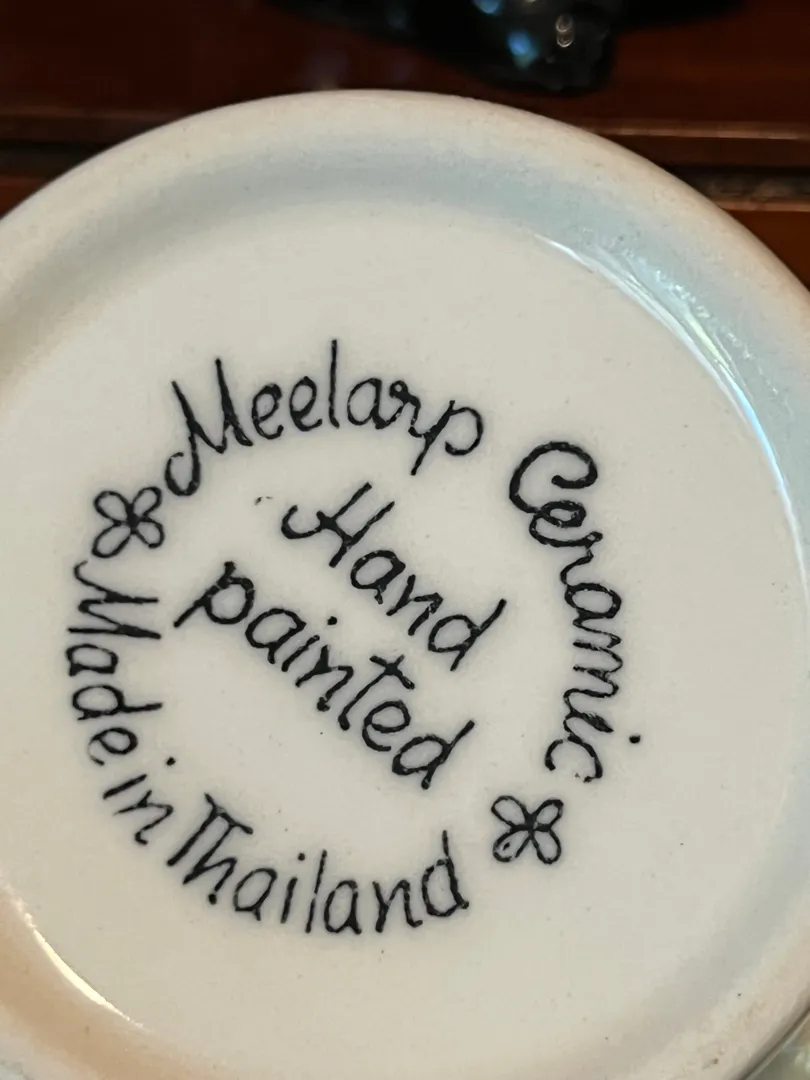 Meelarp Ceramic
Hand
painted
Made in Thailand